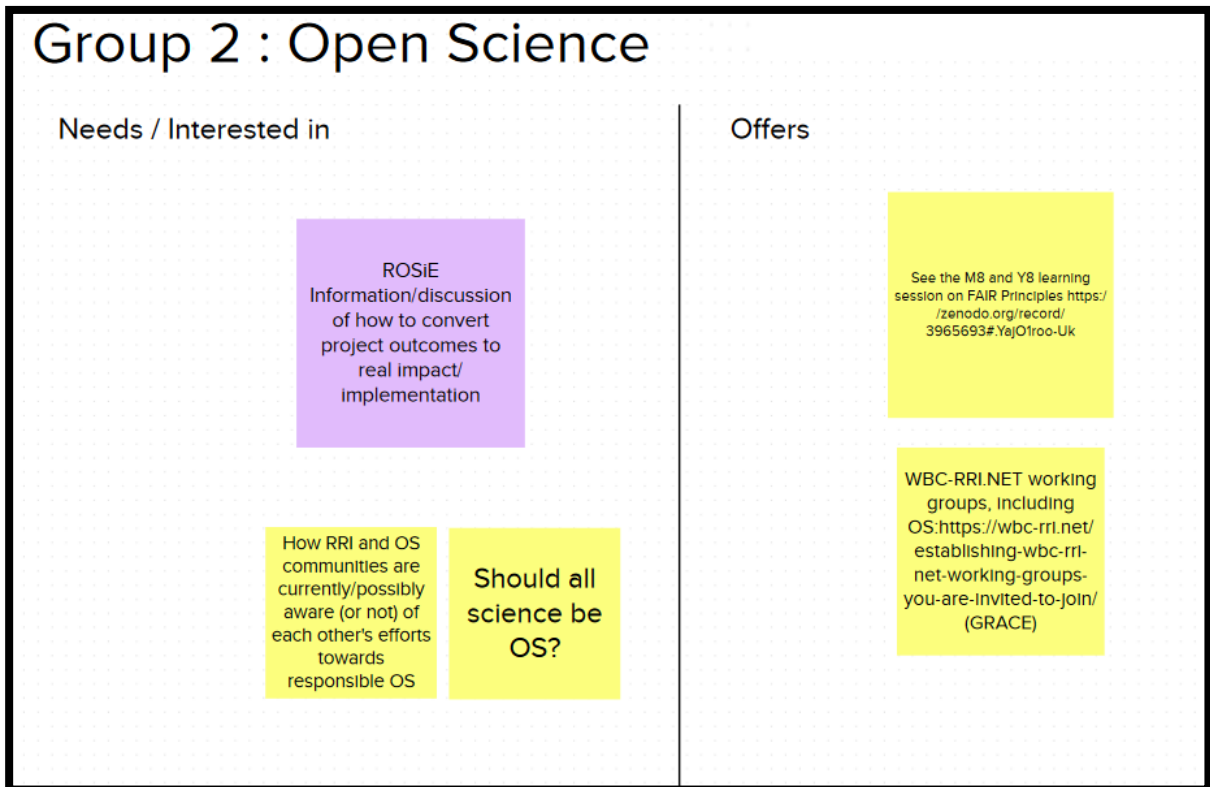 Group 2 : Open Science
Needs / Interested in
ROSiE
Information/discussion
of how to convert
project outcomes to
real impact/
implementation
How RRI and OS
communities are
currently/possibly
aware (or not) of
each other's efforts
towards
responsible OS
Should all
science be
OS?
Offers
See the M8 and Y8 learning
session on FAIR Principles https:/
/zenodo.org/record/
3965693#.YajO1roo-Uk
WBC-RRI.NET working
groups, including
OS:https://wbc-rri.net/
establishing-wbc-rri-
net-working-groups-
you-are-invited-to-join/
(GRACE)